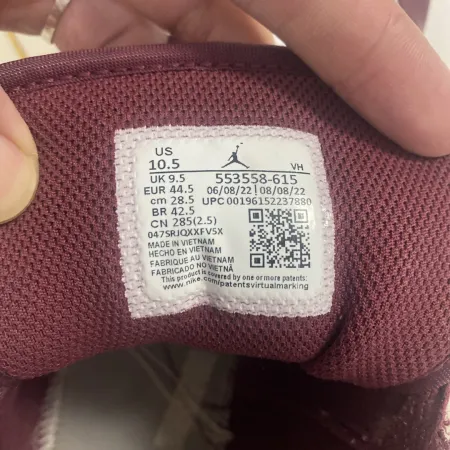 US
10.5
VH
UK 9.5 553558-615
EUR 44.5 06/08/22 08/08/22
cm 28.5 UPC 00196152237880
BR 42.5
CN 285(2.5)
0475RJQXXFV5X
MADE IN VIETNAM
HECHO EN VIETNAM
FABRIQUE AU VIETNAM
FABRICADO NO VIETNÃ
This product is covered by one or more patents:
www.nike.com/patentsvirtualmarking